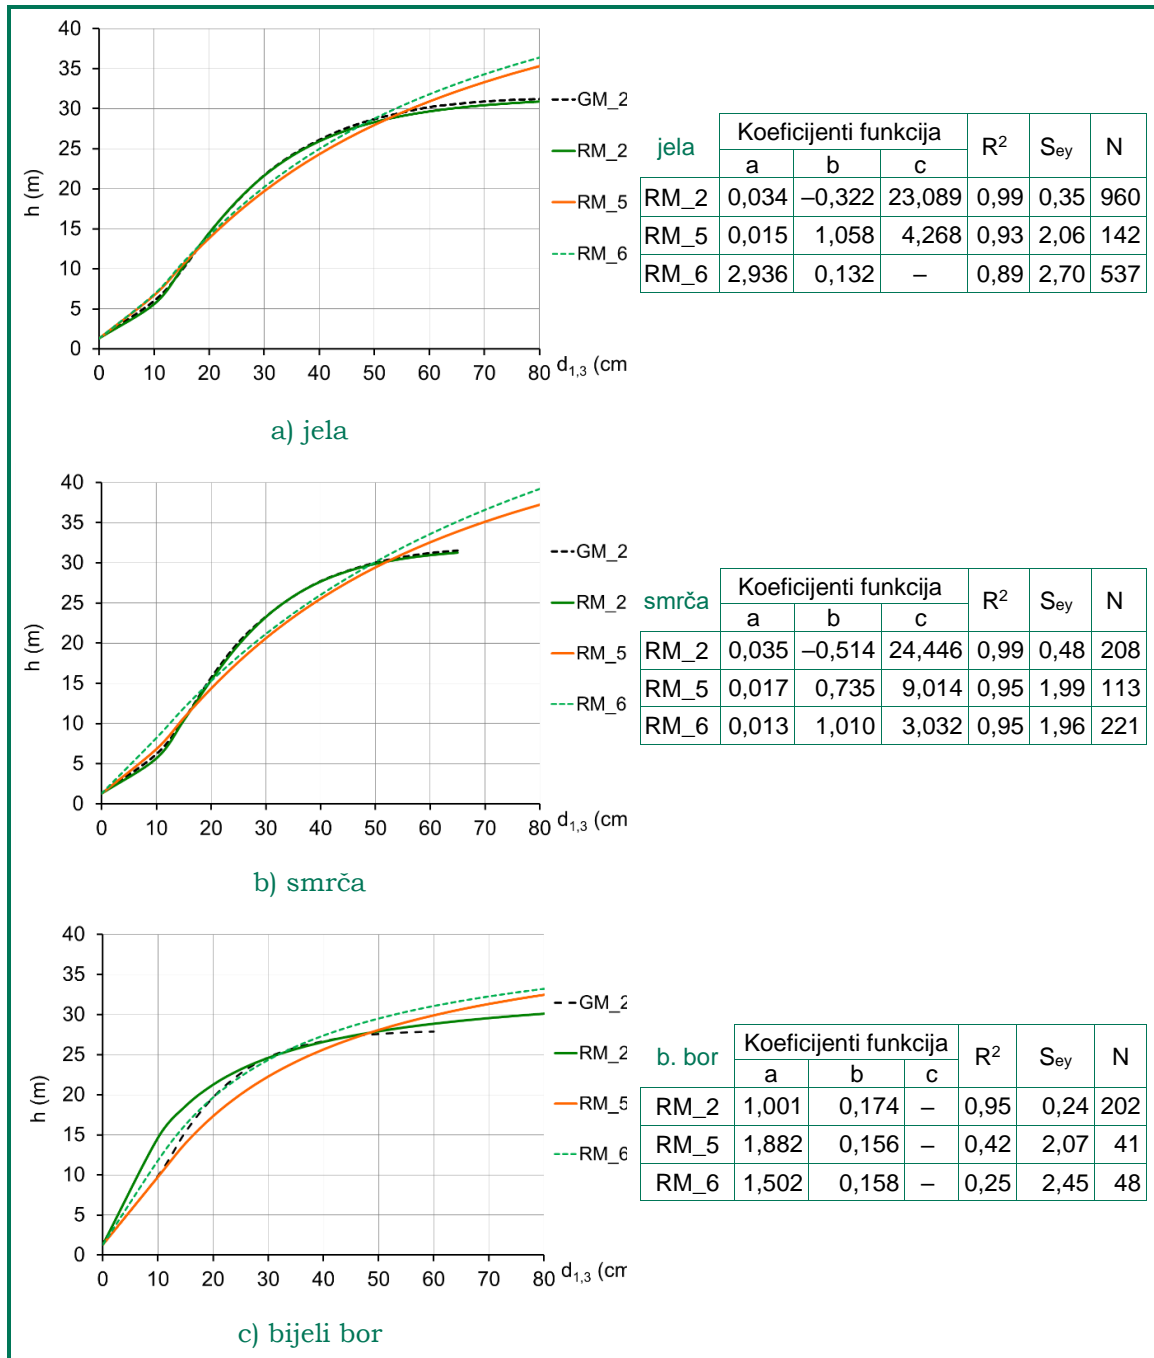 40
35
30
25
20
15
10
5
0
h (m)
0 10 20 30 40 50 60 70 80 d1,3 (cm
GM_2
RM_2
RM_5
RM_6
jela Koeficijenti funkcija R2 Sey N
a b c
RM_2 0,034 –0,322 23,089 0,99 0,35 960
RM_5 0,015 1,058 4,268 0,93 2,06 142
RM_6 2,936 0,132 – 0,89 2,70 537
a) jela
40
35
30
25
20
15
10
5
0
h (m)
0 10 20 30 40 50 60 70 80 d1,3 (cm
GM_2
RM_2
RM_5
RM_6
smrča Koeficijenti funkcija R2 Sey N
a b c
RM_2 0,035 –0,514 24,446 0,99 0,48 208
RM_5 0,017 0,735 9,014 0,95 1,99 113
RM_6 0,013 1,010 3,032 0,95 1,96 221
b) smrča
40
35
30
25
20
15
10
5
0
h (m)
0 10 20 30 40 50 60 70 80 d1,3 (cm
GM_2
RM_2
RM_5
RM_6
b. bor Koeficijenti funkcija R2 Sey N
a b c
RM_2 1,001 0,174 – 0,95 0,24 202
RM_5 1,882 0,156 – 0,42 2,07 41
RM_6 1,502 0,158 – 0,25 2,45 48
c) bijeli bor